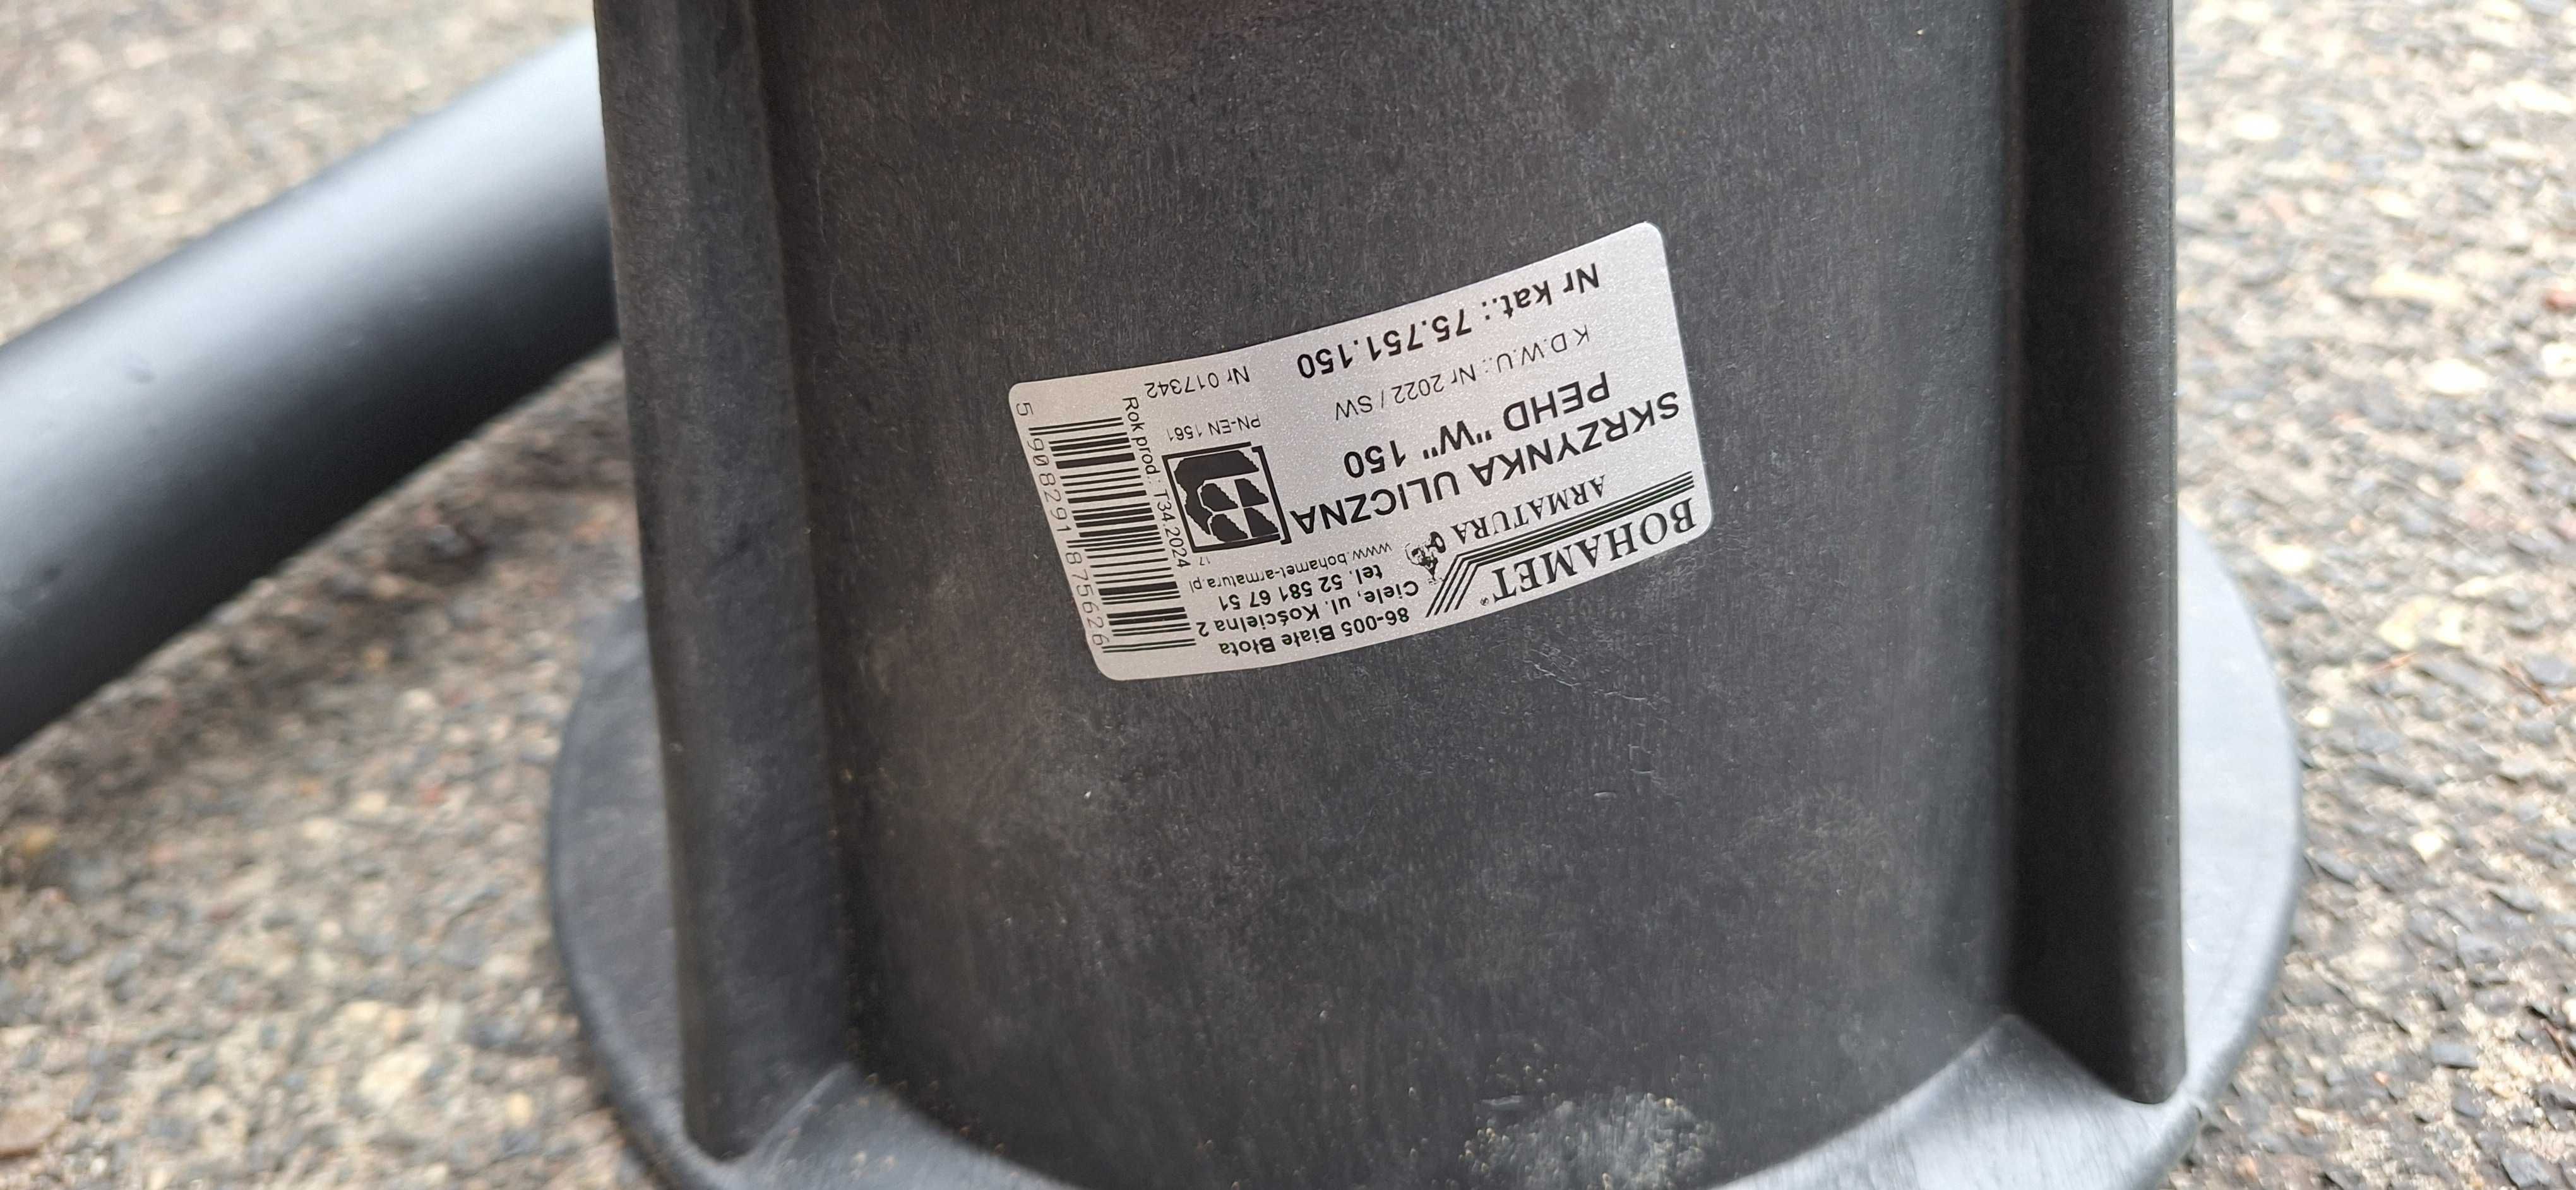 BOHAMET®
ARMATURA
86-005 Białe Błota
Ciele, ul. Kościelna 2
tel. 52 581 67 51
www.bohamet-armatura.pl
SKRZYNKA ULICZNA
PEHD "W" 150
K.D.W.U.: Nr 2022 / SW
Nr kat.: 75.751.150
17
PN-EN 1561
Nr 017342
Rok prod.: T34.2024
5 908291 875626